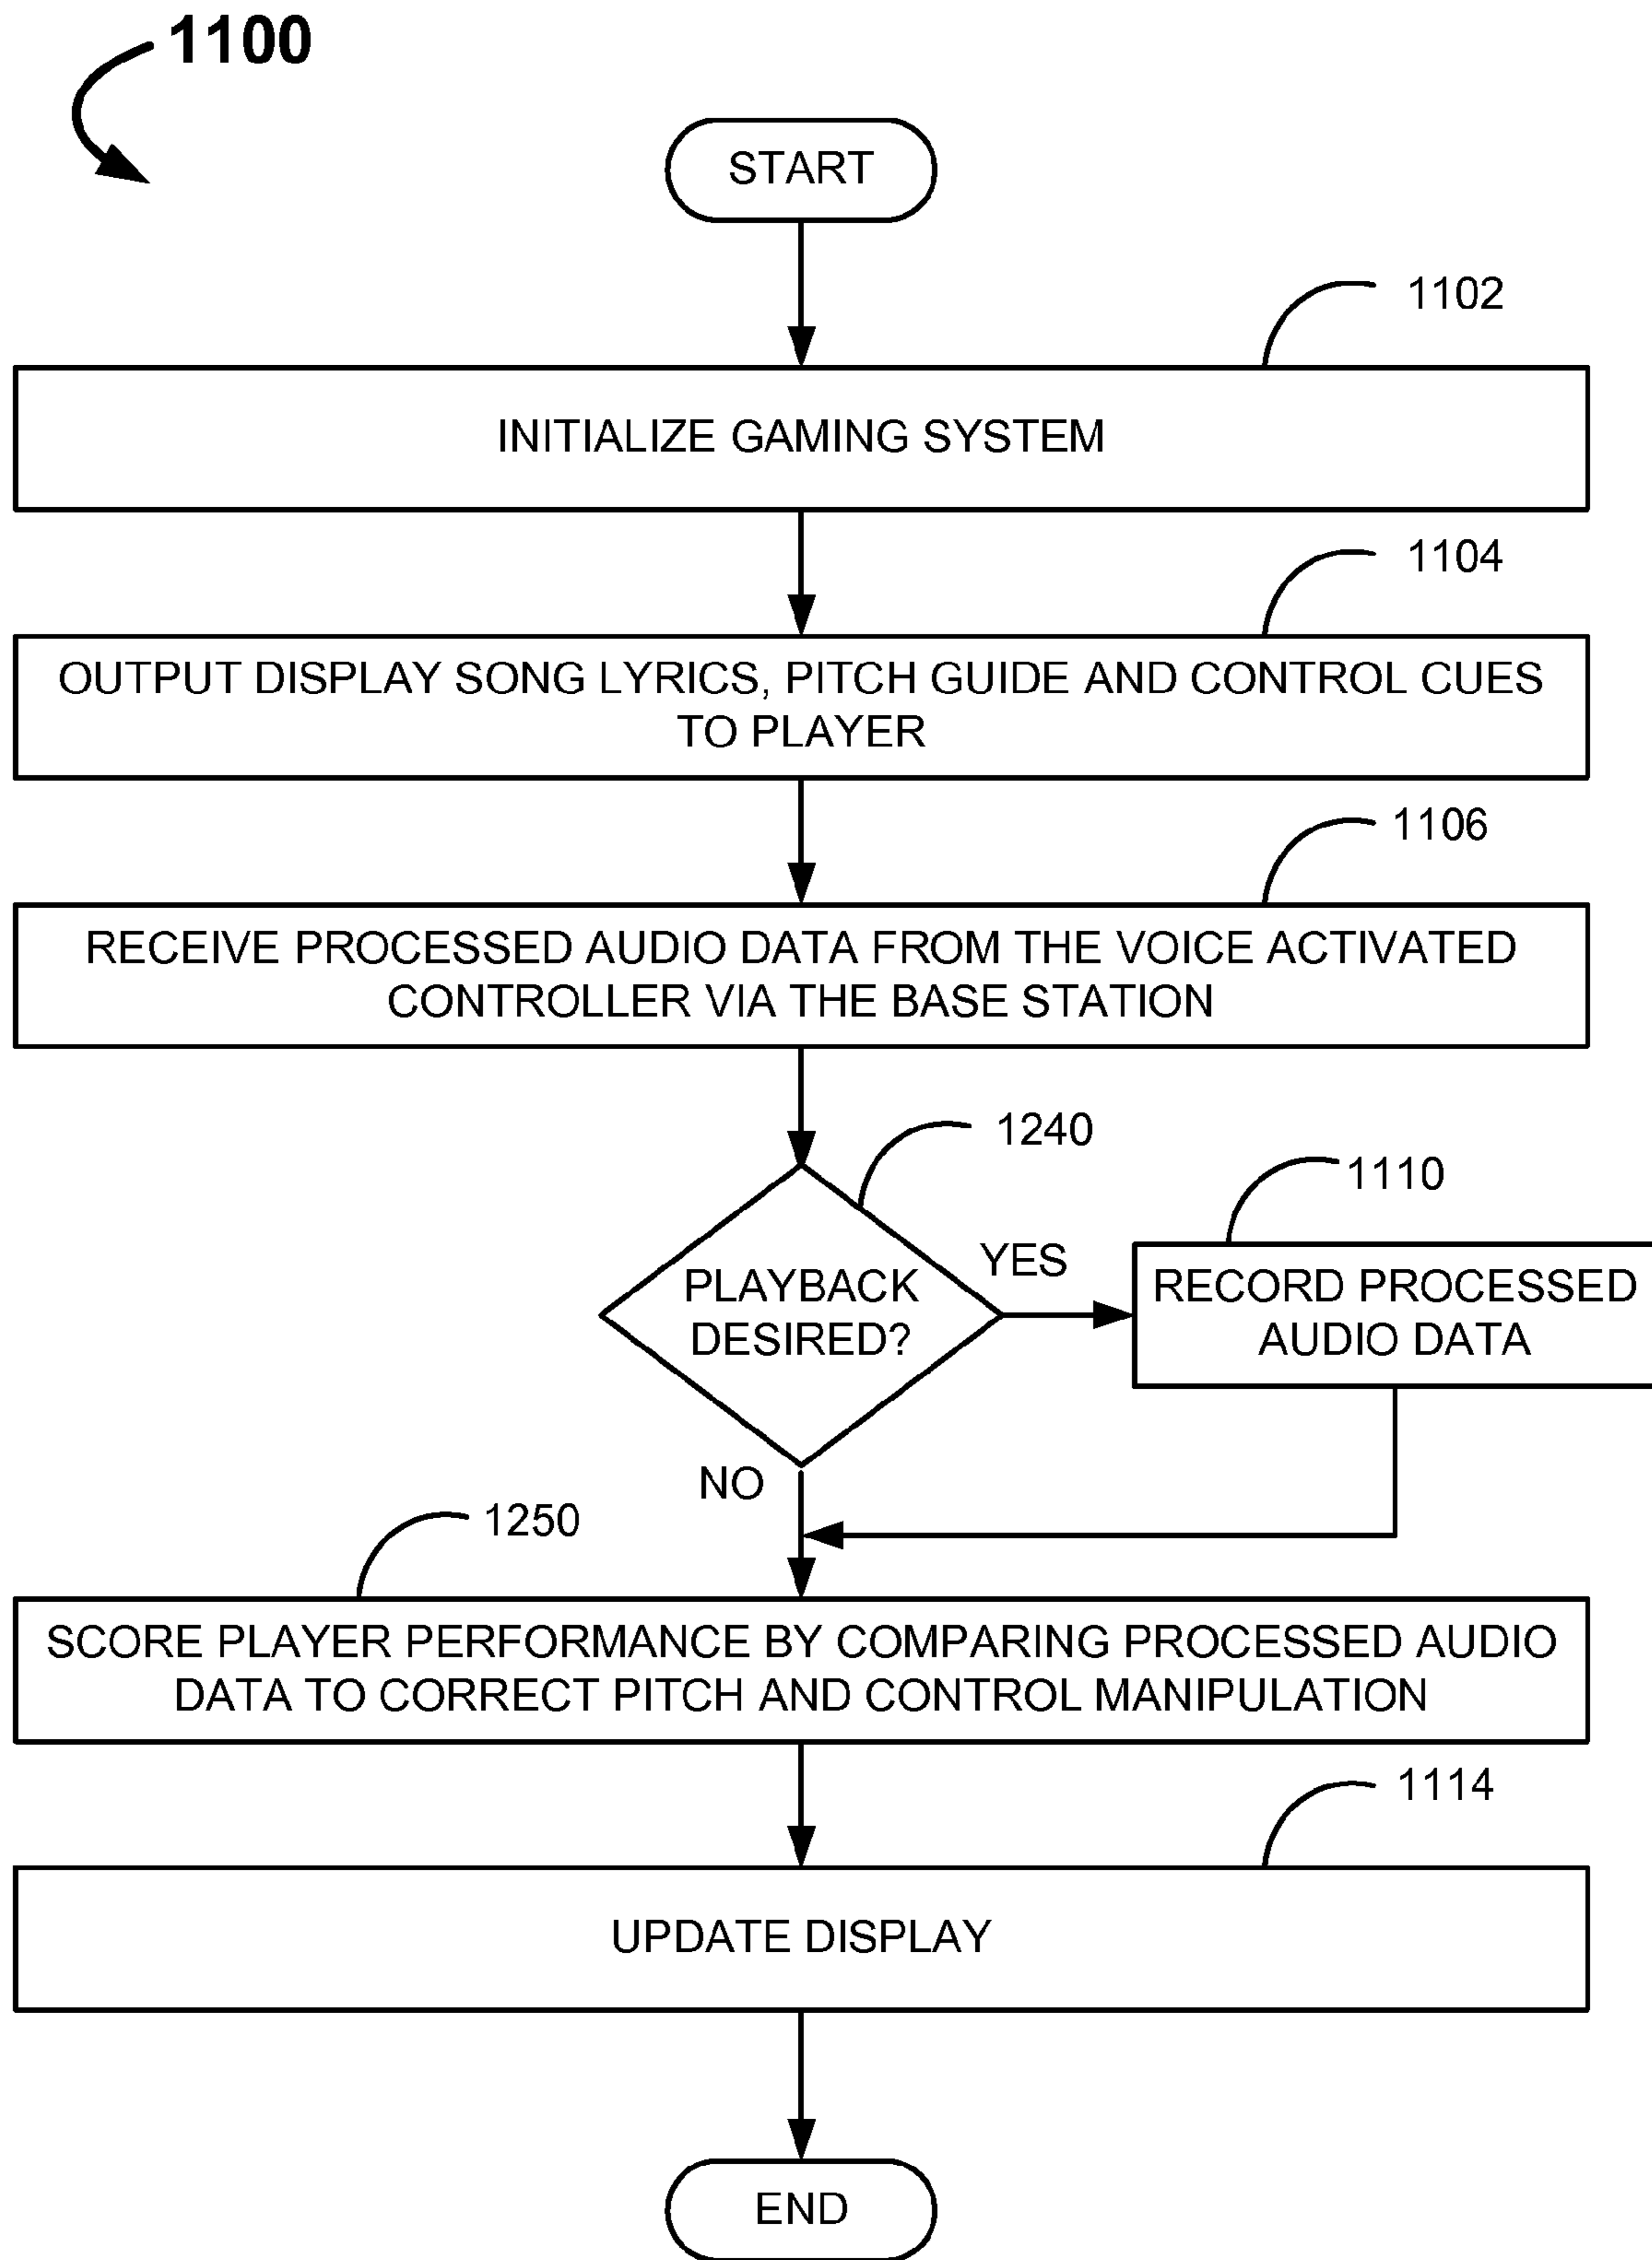 1100
START
1102
INITIALIZE GAMING SYSTEM
1104
OUTPUT DISPLAY SONG LYRICS, PITCH GUIDE AND CONTROL CUES
TO PLAYER
1106
RECEIVE PROCESSED AUDIO DATA FROM THE VOICE ACTIVATED
CONTROLLER VIA THE BASE STATION
1240
PLAYBACK
DESIRED?
YES
1110
RECORD PROCESSED
AUDIO DATA
NO
1250
SCORE PLAYER PERFORMANCE BY COMPARING PROCESSED AUDIO
DATA TO CORRECT PITCH AND CONTROL MANIPULATION
1114
UPDATE DISPLAY
END